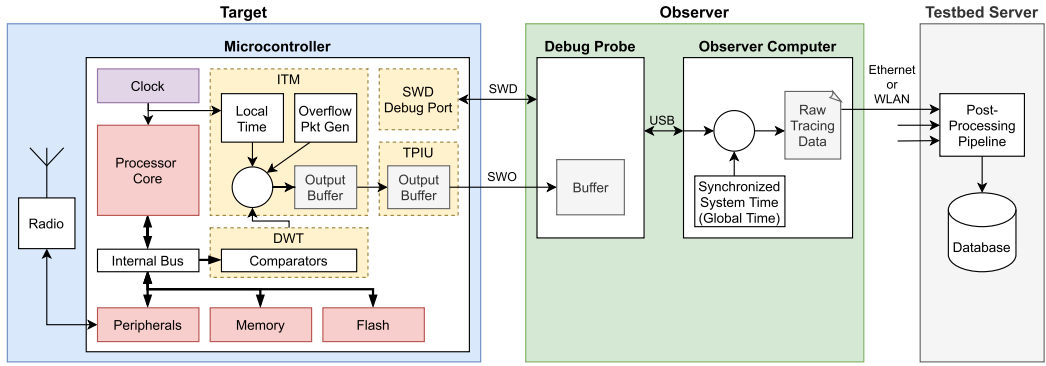 Target
Observer
Testbed Server
Microcontroller
Debug Probe
Observer Computer
Clock
ITM
Local
Time
Overflow
Pkt Gen
SWD
Debug Port
SWD
Ethernet
or
WLAN
Processor
Core
Output
Buffer
TPIU
Output
Buffer
SWO
Buffer
USB
Raw
Tracing
Data
Synchronized
System Time
(Global Time)
Post-
Processing
Pipeline
Database
Radio
DWT
Internal Bus
Comparators
Peripherals
Memory
Flash